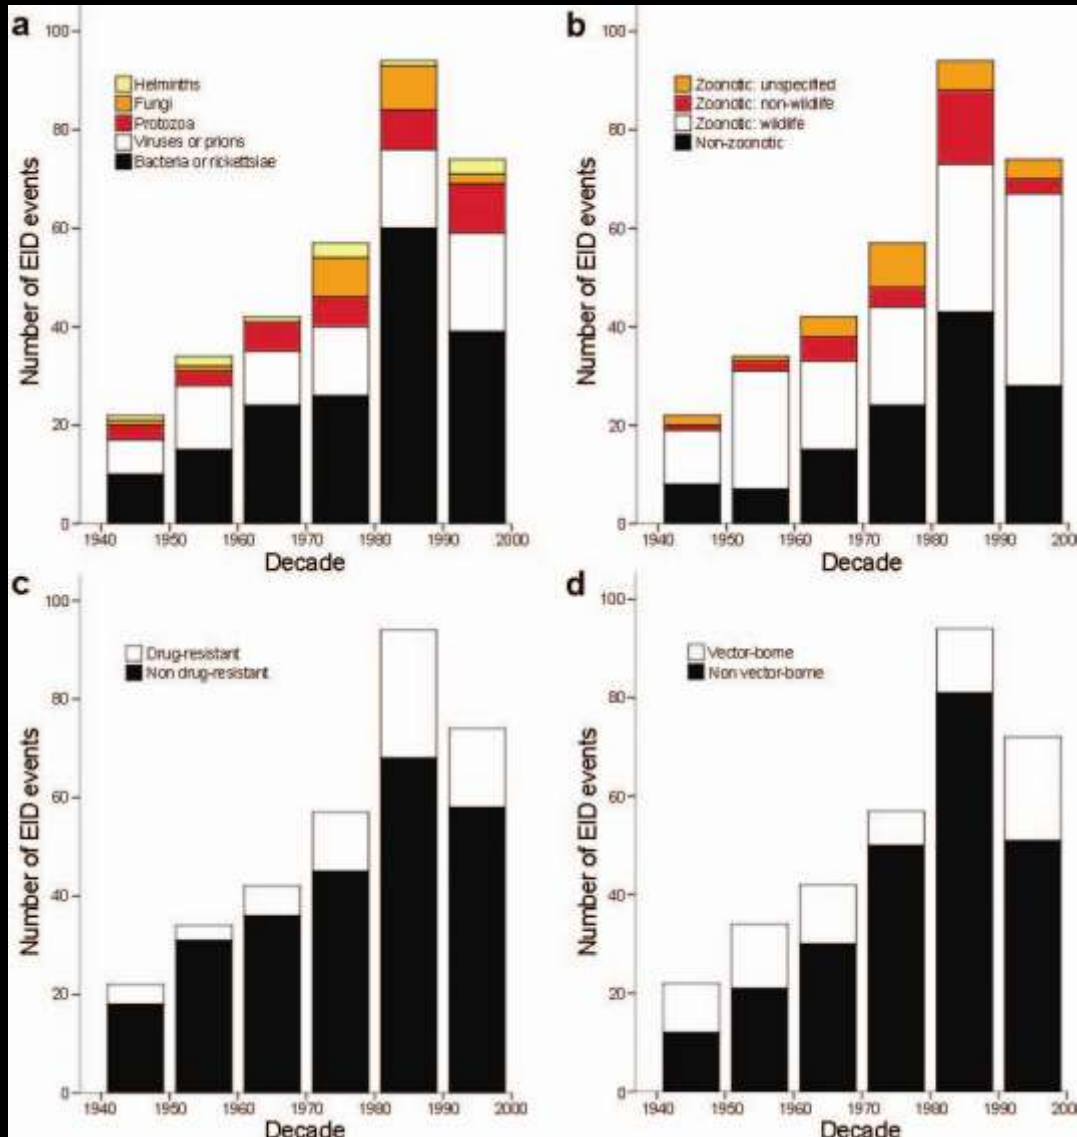 a
Number of EID events
100
80
60
40
20
0
Helminths
Fungi
Protozoa
Viruses or prions
Bacteria or rickettsiae
1940 1950 1960 1970 1980 1990 2000
Decade
b
Number of EID events
100
80
60
40
20
0
Zoonotic: unspecified
Zoonotic: non-wildlife
Zoonotic: wildlife
Non-zoonotic
1940 1950 1960 1970 1980 1990 200
Decade
c
Number of EID events
100
80
60
40
20
0
Drug-resistant
Non drug-resistant
1940 1950 1960 1970 1980 1990 2000
Decade
d
Number of EID events
100
80
60
40
20
0
Vector-borne
Non vector-borne
1940 1950 1960 1970 1980 1990 200
Decade